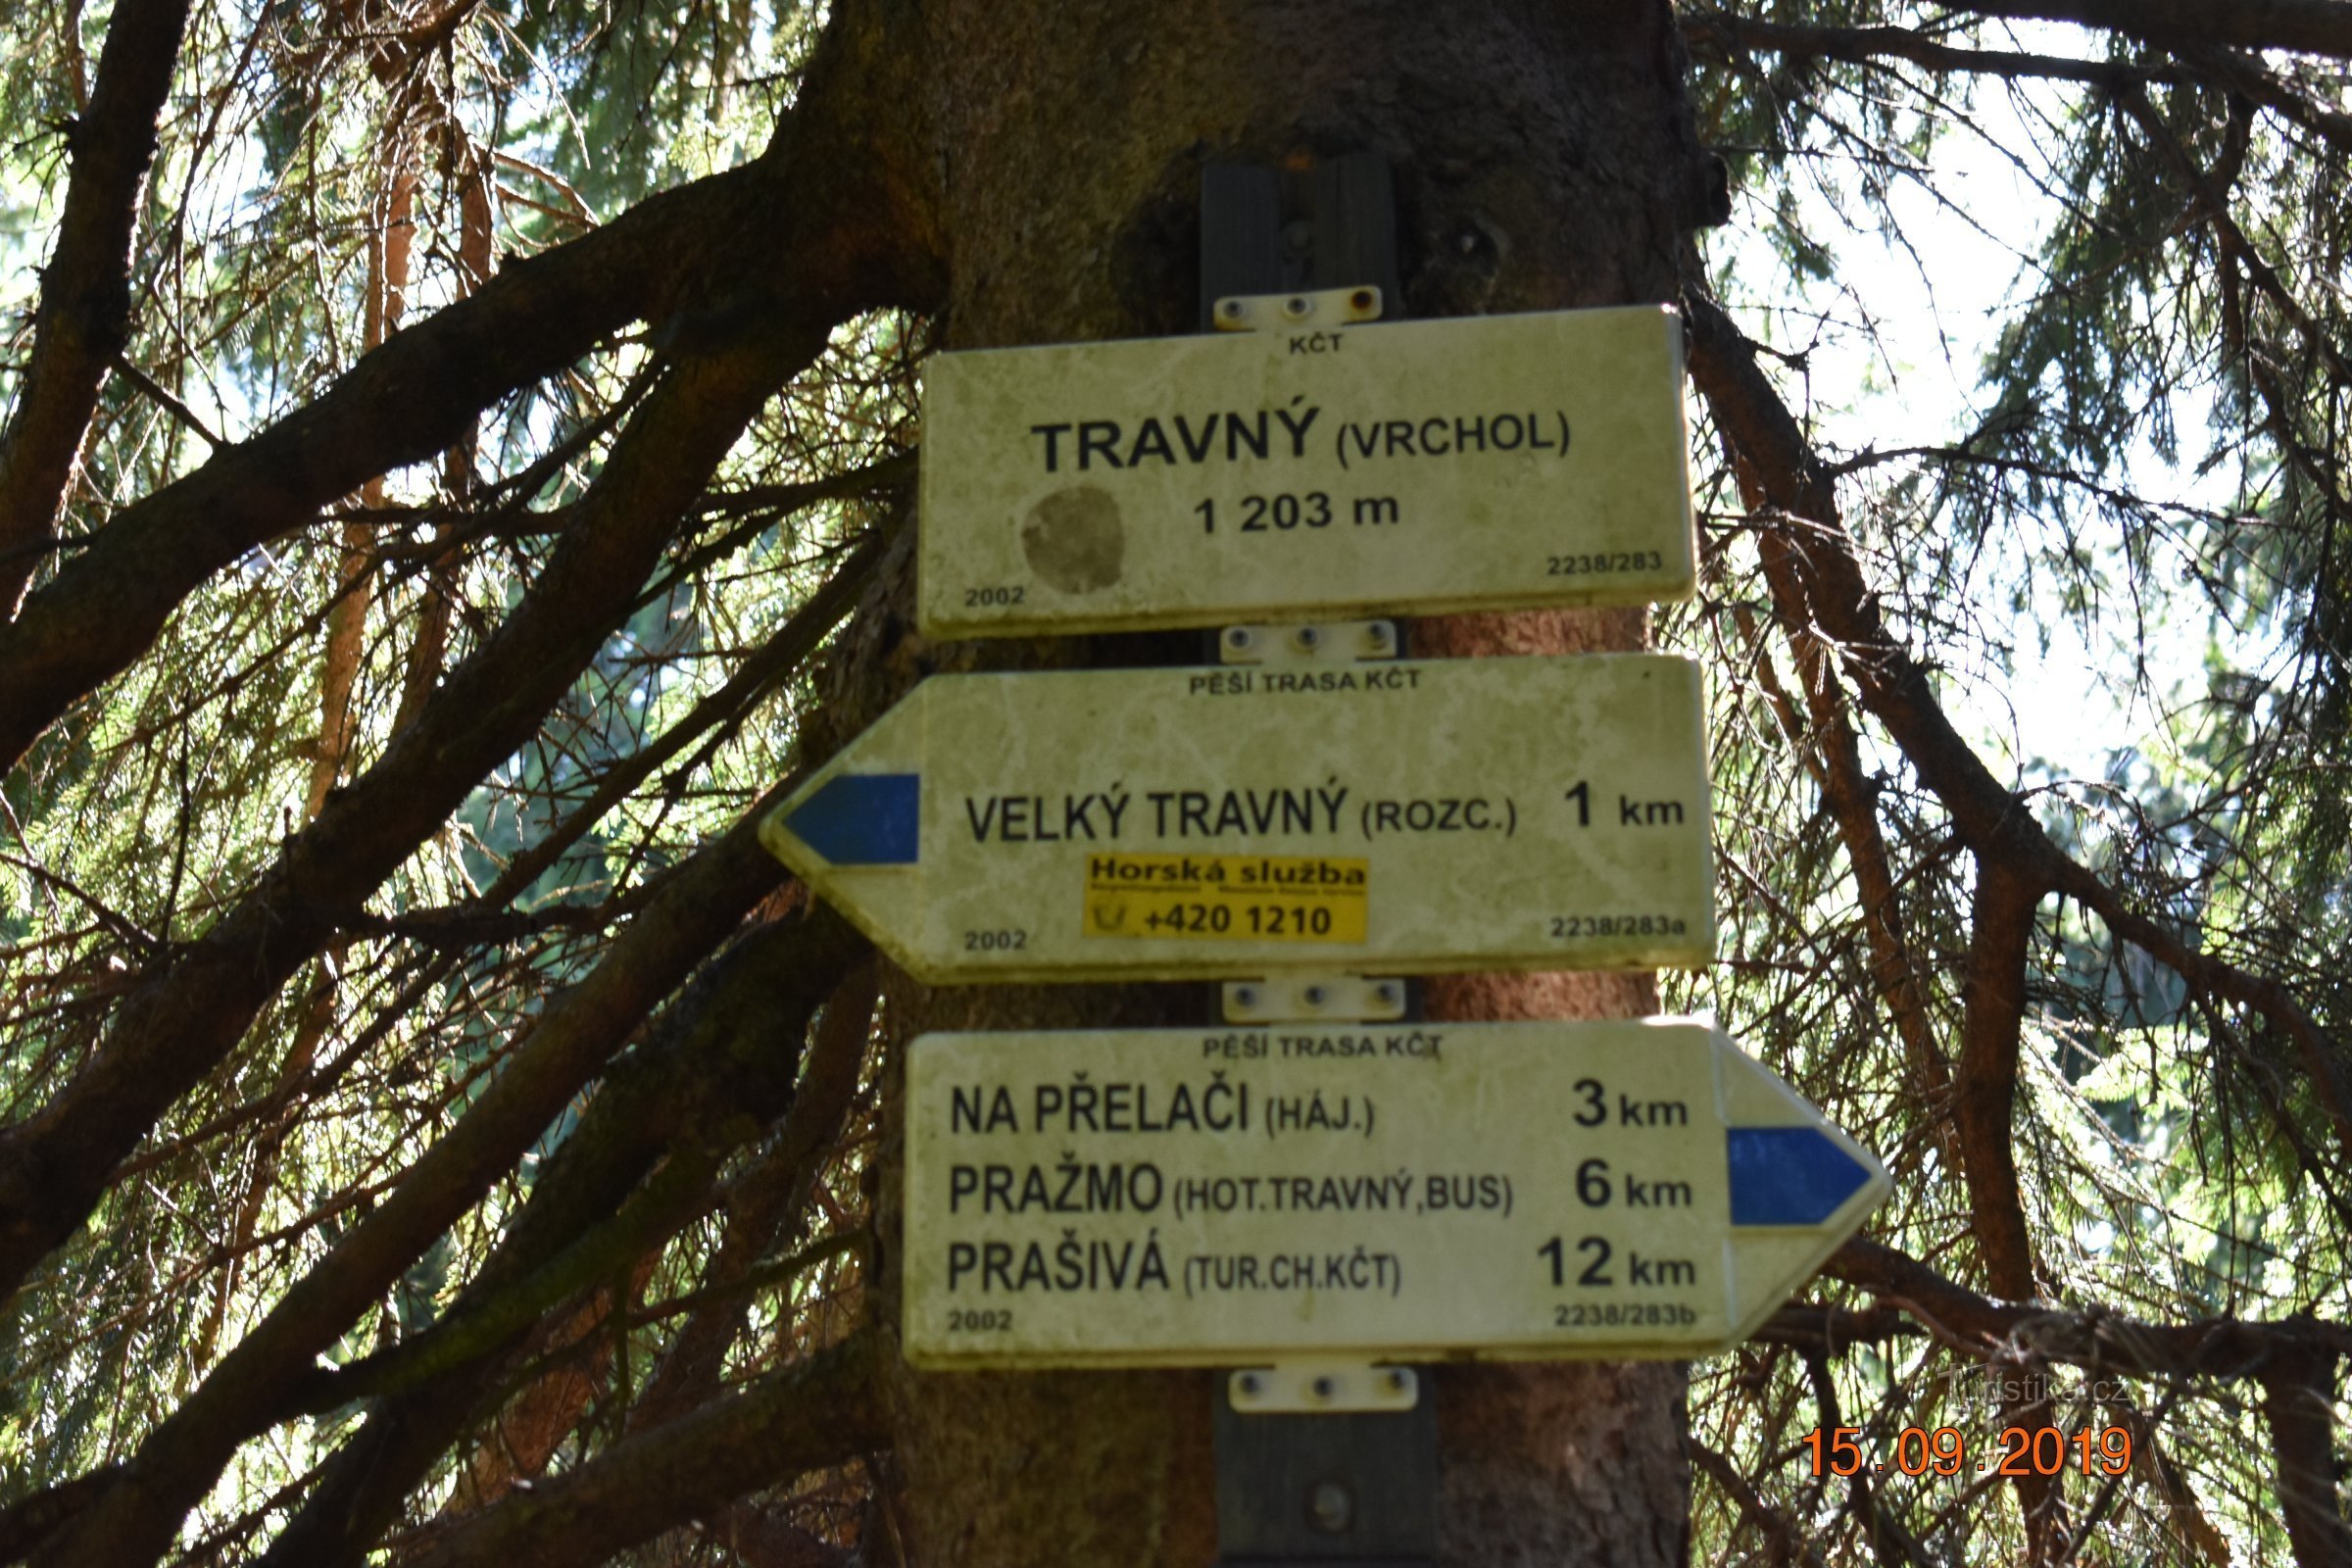 KČT
TRAVNÝ (VRCHOL)
1 203 m
2002 2238/283
PĚŠÍ TRASA KČT
VELKÝ TRAVNÝ (ROZC.) 1 km
Horská služba
+420 1210
2002 2238/283a
PĚŠÍ TRASA KČT
NA PŘELAČI (HÁJ.) 3 km
PRAŽMO (HOT.TRAVNÝ,BUS) 6 km
PRAŠIVÁ (TUR.CH.KČT) 12 km
2002 2238/283b
Turistika.cz
15.09.2019